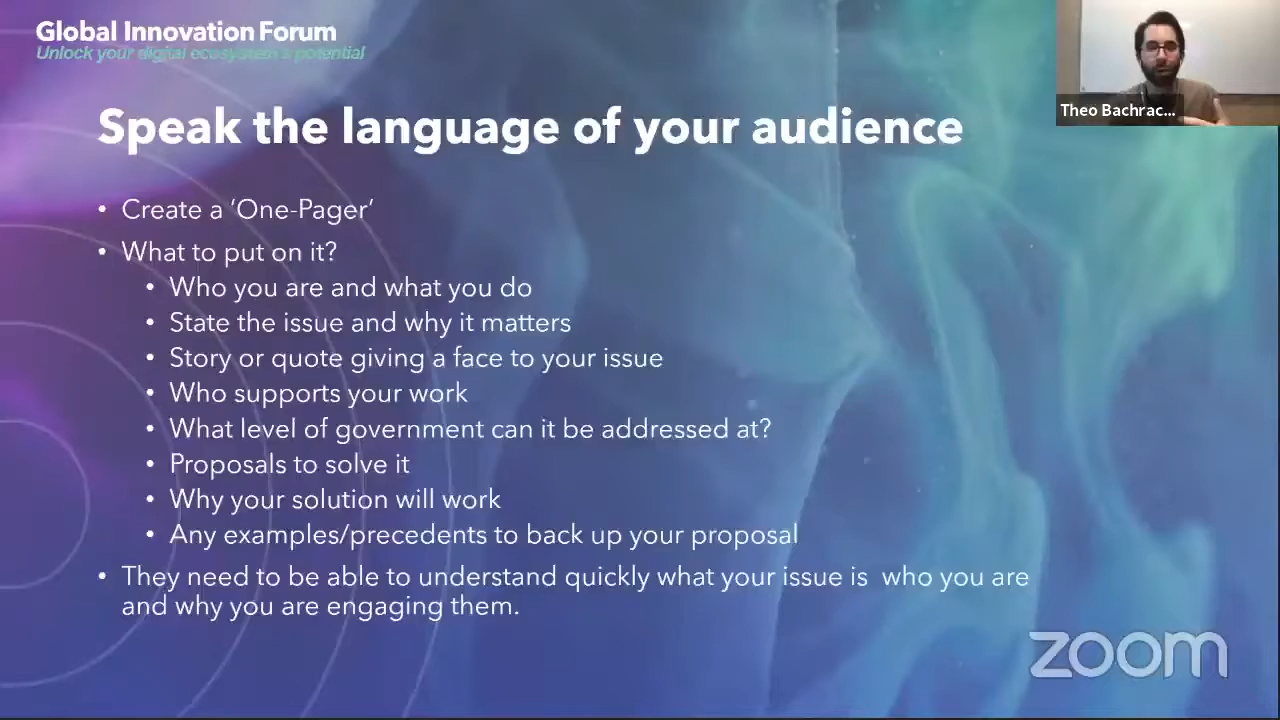 Global Innovation Forum
Unlock your digital ecosystem's potential
Theo Bachrac...
Speak the language of your audience
• Create a ‘One-Pager’
• What to put on it?
• Who you are and what you do
• State the issue and why it matters
• Story or quote giving a face to your issue
• Who supports your work
• What level of government can it be addressed at?
• Proposals to solve it
• Why your solution will work
• Any examples/precedents to back up your proposal
• They need to be able to understand quickly what your issue is  who you are
and why you are engaging them.
zoom